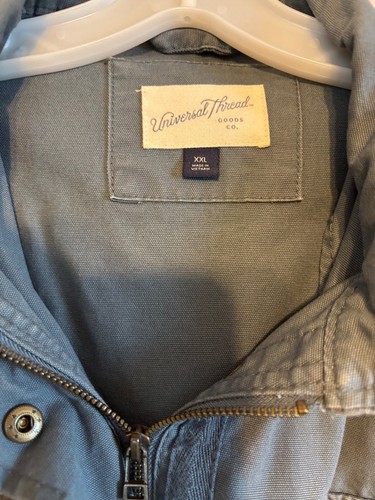 Universal Thread
GOODS
CO.
XXL
MADE IN
VIETNAM